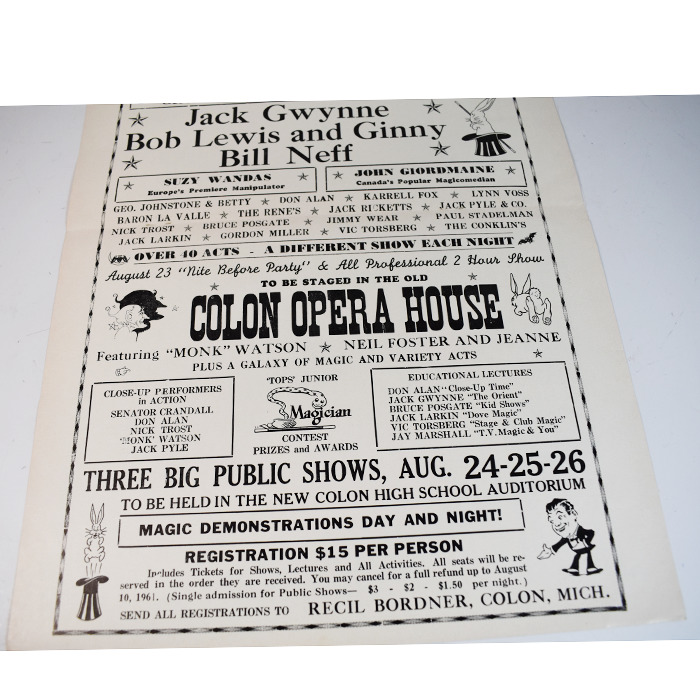 Jack Gwynne
Bob Lewis and Ginny
Bill Neff
SUZY WANDAS
Europe's Premiere Manipulator
JOHN GIORDMAINE
Canada's Popular Magicomedian
GEO. JOHNSTONE & BETTY ★ DON ALAN ★ KARRELL FOX ★ LYNN VOSS
BARON LA VALLE ★ THE RENE'S ★ JACK RICKETTS ★ JACK PYLE & CO.
NICK TROST ★ BRUCE POSGATE ★ JIMMY WEAR ★ PAUL STADELMAN
JACK LARKIN ★ GORDON MILLER ★ VIC TORSBERG ★ THE CONKLIN'S
OVER 40 ACTS - A DIFFERENT SHOW EACH NIGHT
August 23 "Nite Before Party" & All Professional 2 Hour Show
TO BE STAGED IN THE OLD
COLON OPERA HOUSE
Featuring "MONK" WATSON ★ NEIL FOSTER AND JEANNE
PLUS A GALAXY OF MAGIC AND VARIETY ACTS
CLOSE-UP PERFORMERS
in ACTION
SENATOR CRANDALL
DON ALAN
NICK TROST
"MONK" WATSON
JACK PYLE
TOPS' JUNIOR
Magician
CONTEST
PRIZES and AWARDS
EDUCATIONAL LECTURES
DON ALAN "Close-Up Time"
JACK GWYNNE "The Orient"
BRUCE POSGATE "Kid Shows"
JACK LARKIN "Dove Magic"
VIC TORSBERG "Stage & Club Magic"
JAY MARSHALL "T.V. Magic & You"
THREE BIG PUBLIC SHOWS, AUG. 24-25-26
TO BE HELD IN THE NEW COLON HIGH SCHOOL AUDITORIUM
MAGIC DEMONSTRATIONS DAY AND NIGHT!
REGISTRATION $15 PER PERSON
Includes Tickets for Shows, Lectures and All Activities. All seats will be re-
served in the order they are received. You may cancel for a full refund up to August
10, 1961. (Single admission for Public Shows— $3 - $2 - $1.50 per night.)
SEND ALL REGISTRATIONS TO RECIL BORDNER, COLON, MICH.